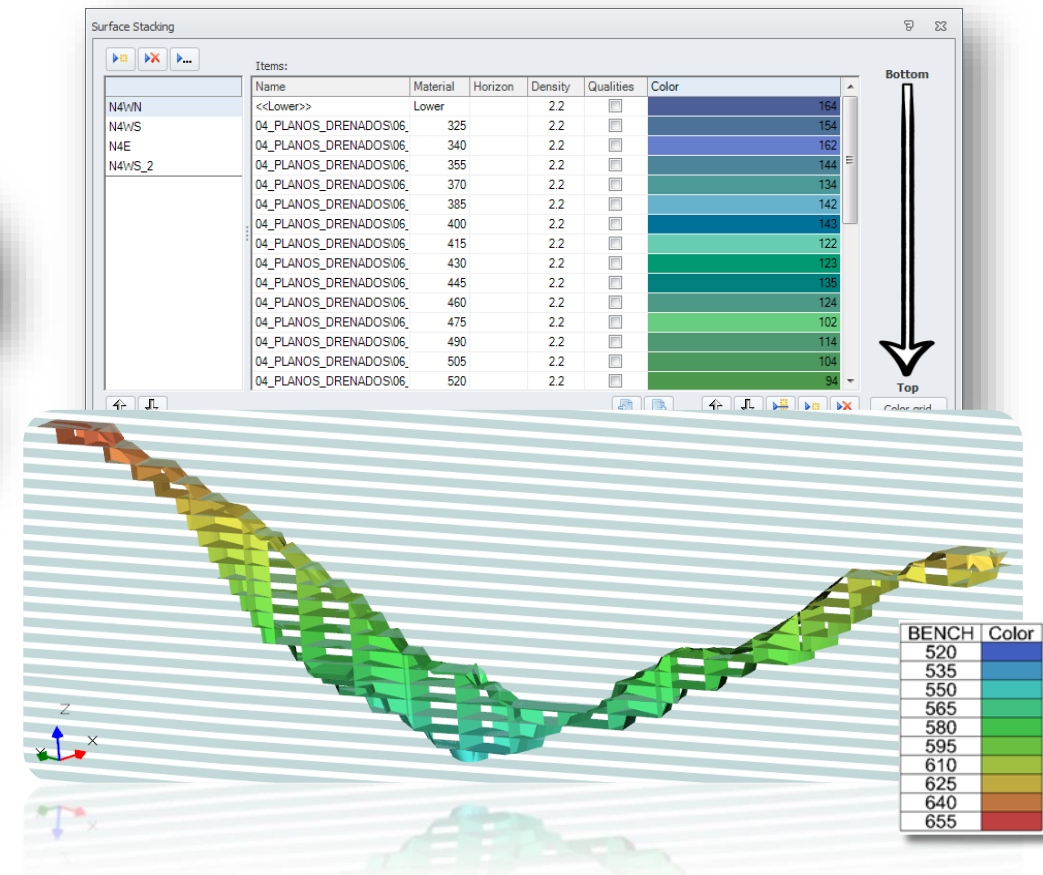 Surface Stacking
Items:
Bottom
Name Material Horizon Density Qualities Color
N4WN
N4WS
N4E
N4WS_2
<<Lower>> Lower 2.2 164
04_PLANOS_DRENADOS\06_ 325 2.2 154
04_PLANOS_DRENADOS\06_ 340 2.2 162
04_PLANOS_DRENADOS\06_ 355 2.2 144
04_PLANOS_DRENADOS\06_ 370 2.2 134
04_PLANOS_DRENADOS\06_ 385 2.2 142
04_PLANOS_DRENADOS\06_ 400 2.2 143
04_PLANOS_DRENADOS\06_ 415 2.2 122
04_PLANOS_DRENADOS\06_ 430 2.2 123
04_PLANOS_DRENADOS\06_ 445 2.2 135
04_PLANOS_DRENADOS\06_ 460 2.2 124
04_PLANOS_DRENADOS\06_ 475 2.2 102
04_PLANOS_DRENADOS\06_ 490 2.2 114
04_PLANOS_DRENADOS\06_ 505 2.2 104
04_PLANOS_DRENADOS\06_ 520 2.2 94
Top
Color grid
Z
X
Y
BENCH Color
520
535
550
565
580
595
610
625
640
655